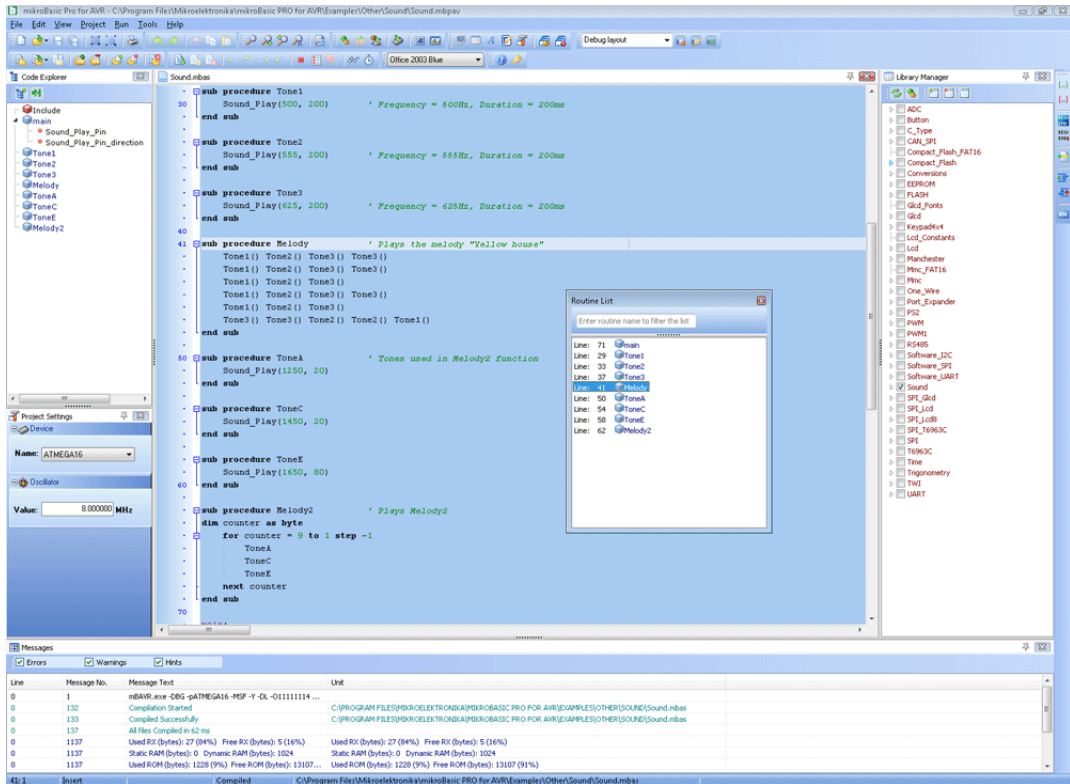 mikroBasic Pro for AVR - C:\Program Files\Mikroelektronika\mikroBasic PRO for AVR\Examples\Other\Sound\Sound.mbpav
File Edit View Project Run Tools Help
Debug layout
Office 2003 Blue
Code Explorer
Include
main
Sound_Play_Pin
Sound_Play_Pin_direction
Tone1
Tone2
Tone3
Melody
ToneA
ToneC
ToneE
Melody2
Project Settings
Device
Name: ATMEGA16
Oscillator
Value: 8.000000 MHz
Sound.mbas
sub procedure Tone1
30 Sound_Play(500, 200) ' Frequency = 500Hz, Duration = 200ms
end sub
sub procedure Tone2
Sound_Play(555, 200) ' Frequency = 555Hz, Duration = 200ms
end sub
sub procedure Tone3
Sound_Play(625, 200) ' Frequency = 625Hz, Duration = 200ms
end sub
40
41 sub procedure Melody ' Plays the melody "Yellow house"
Tone1() Tone2() Tone3() Tone3()
Tone1() Tone2() Tone3() Tone3()
Tone1() Tone2() Tone3()
Tone1() Tone2() Tone3() Tone3()
Tone1() Tone2() Tone3()
Tone3() Tone3() Tone2() Tone2() Tone1()
end sub
50 sub procedure ToneA ' Tones used in Melody2 function
Sound_Play(1250, 20)
end sub
sub procedure ToneC
Sound_Play(1450, 20)
end sub
sub procedure ToneE
Sound_Play(1650, 80)
60 end sub
sub procedure Melody2 ' Plays Melody2
dim counter as byte
for counter = 9 to 1 step -1
ToneA
ToneC
ToneE
next counter
end sub
70
Routine List
Enter routine name to filter the list
Line: 71 main
Line: 29 Tone1
Line: 33 Tone2
Line: 37 Tone3
Line: 41 Melody
Line: 50 ToneA
Line: 54 ToneC
Line: 58 ToneE
Line: 62 Melody2
Library Manager
ADC
Button
C_Type
CAN_SPI
Compact_Flash_FAT16
Compact_Flash
Conversions
EEPROM
FLASH
Glcd_Fonts
Glcd
Keypad4x4
Lcd_Constants
Lcd
Manchester
Mmc_FAT16
Mmc
One_Wire
Port_Expander
PS2
PWM
PWM1
RS485
Software_I2C
Software_SPI
Software_UART
Sound
SPI_Glcd
SPI_Lcd
SPI_Lcd8
SPI_T6963C
SPI
T6963C
Time
Trigonometry
TWI
UART
Messages
Errors Warnings Hints
Line Message No. Message Text Unit
0 1 mBAVR.exe -DBG -pATMEGA16 -MSF -Y -DL -O11111114 ...
0 132 Compilation Started C:\PROGRAM FILES\MIKROELEKTRONIKA\MIKROBASIC PRO FOR AVR\EXAMPLES\OTHER\SOUND\Sound.mbas
0 133 Compiled Successfully C:\PROGRAM FILES\MIKROELEKTRONIKA\MIKROBASIC PRO FOR AVR\EXAMPLES\OTHER\SOUND\Sound.mbas
0 137 All files Compiled in 62 ms
0 1137 Used RX (bytes): 27 (84%) Free RX (bytes): 5 (16%) Used RX (bytes): 27 (84%) Free RX (bytes): 5 (16%)
0 1137 Static RAM (bytes): 0 Dynamic RAM (bytes): 1024 Static RAM (bytes): 0 Dynamic RAM (bytes): 1024
0 1137 Used ROM (bytes): 1228 (9%) Free ROM (bytes): 13107... Used ROM (bytes): 1228 (9%) Free ROM (bytes): 13107 (91%)
41: 1 Insert Compiled C:\Program Files\Mikroelektronika\mikroBasic PRO for AVR\Examples\Other\Sound\Sound.mbas